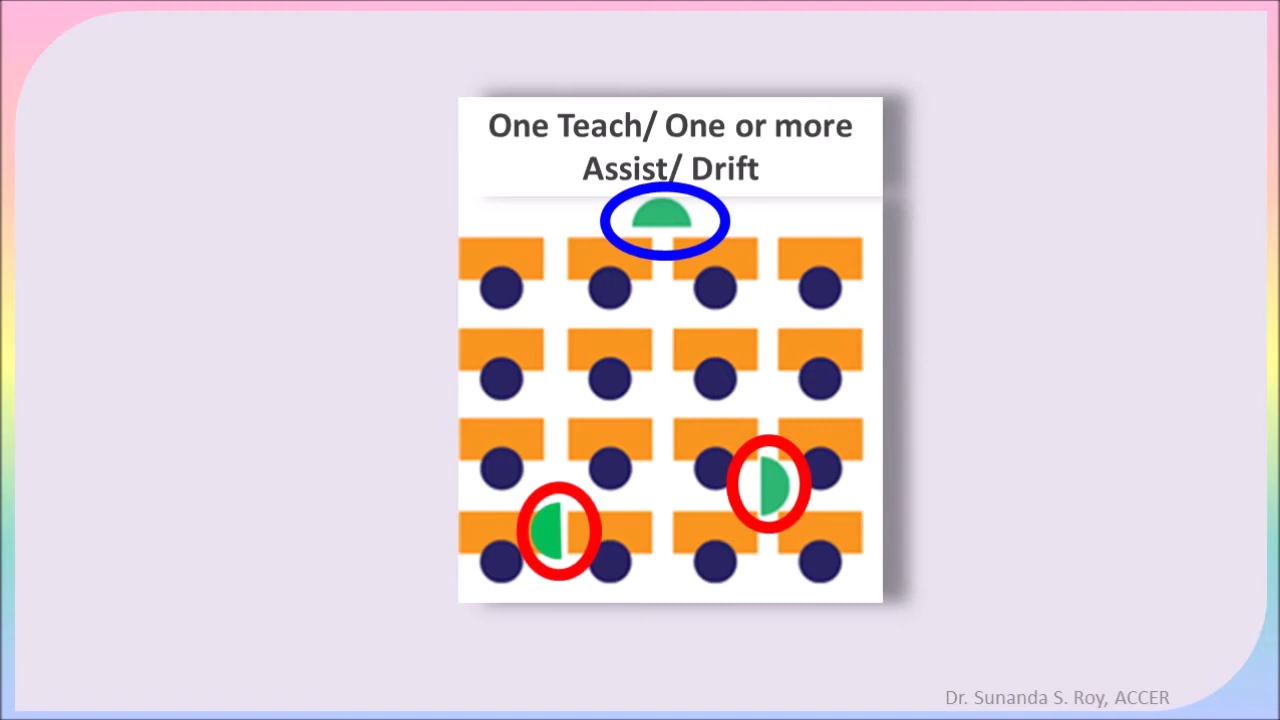 One Teach/ One or more
Assist/ Drift
Dr. Sunanda S. Roy, ACCER